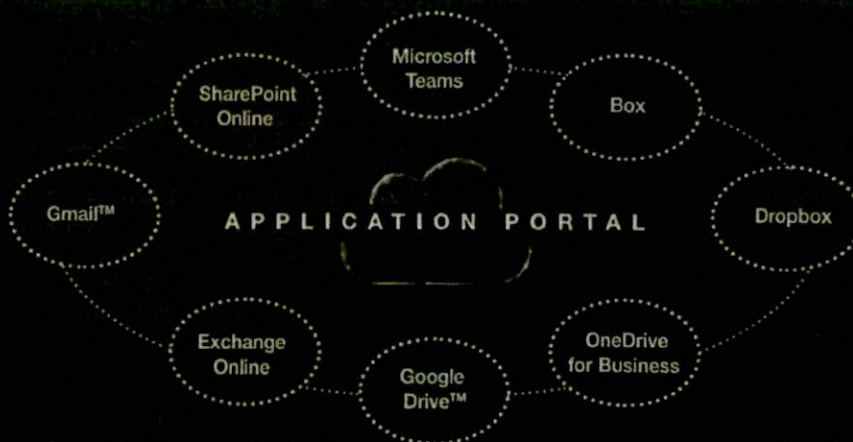 Microsoft
Teams
SharePoint
Online
Box
Gmail™
APPLICATION PORTAL
Dropbox
Exchange
Online
Google
Drive™
OneDrive
for Business